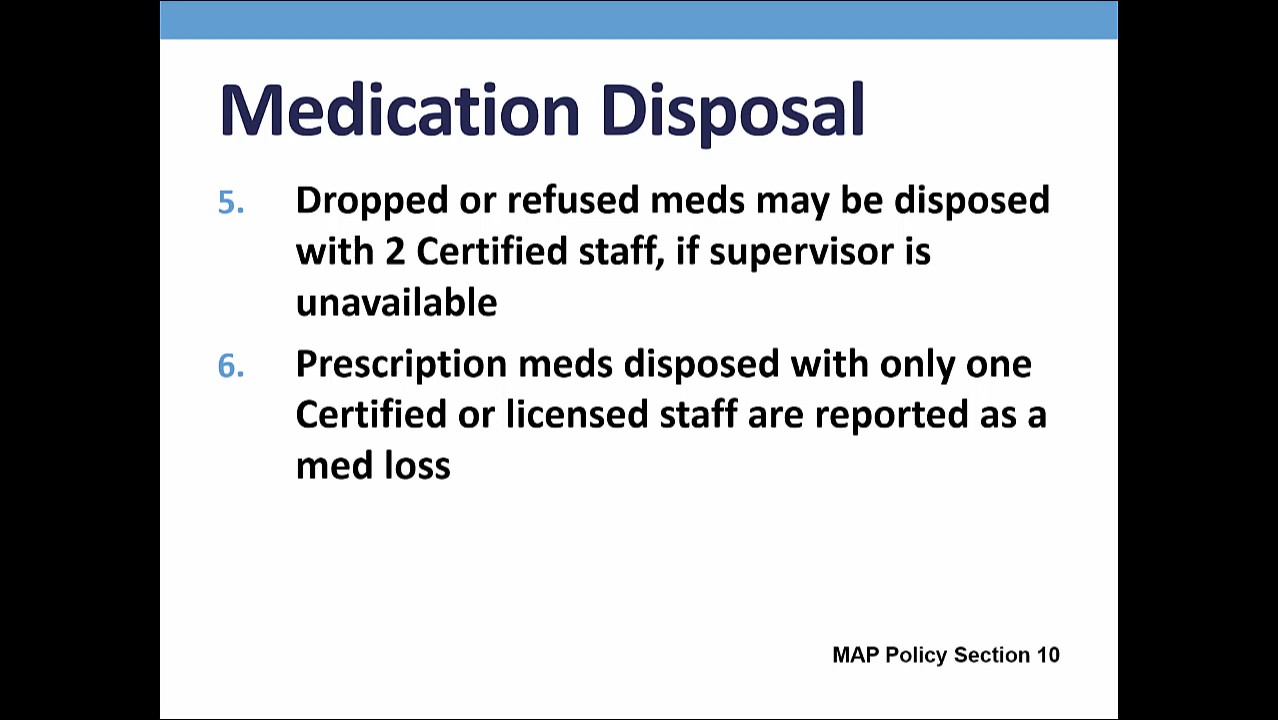 Medication Disposal
5. Dropped or refused meds may be disposed
with 2 Certified staff, if supervisor is
unavailable
6. Prescription meds disposed with only one
Certified or licensed staff are reported as a
med loss
MAP Policy Section 10